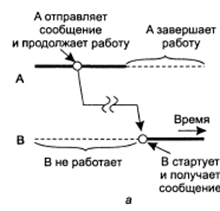 А отправляет
сообщение
и продолжает работу
А завершает
работу
А
Время
В
В не работает
В стартует
и получает
сообщение
а